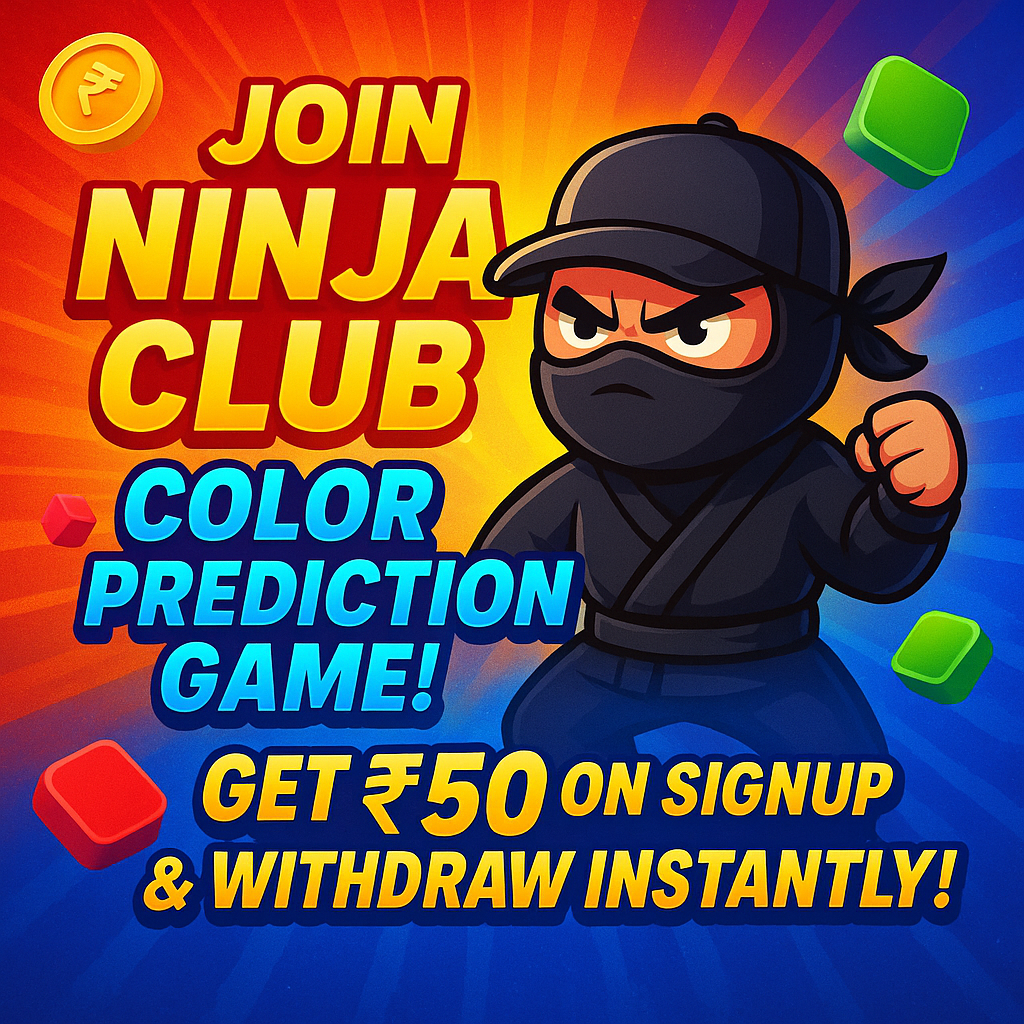 JOIN
NINJA
CLUB
COLOR
PREDICTION
GAME!
GET ₹50 ON SIGNUP
& WITHDRAW INSTANTLY!
₹